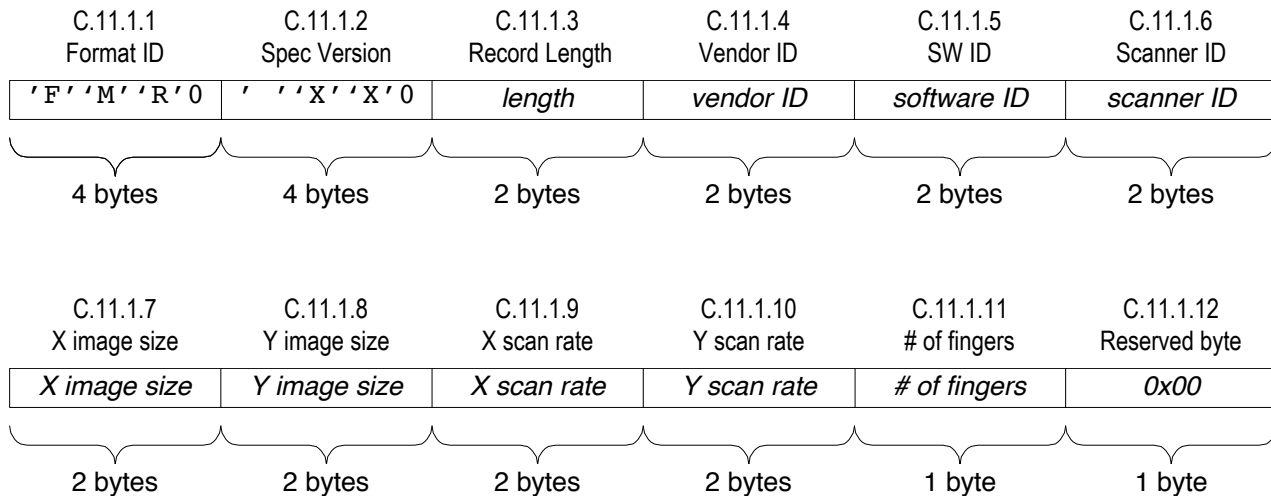 C.11.1.1 C.11.1.2 C.11.1.3 C.11.1.4 C.11.1.5 C.11.1.6
Format ID Spec Version Record Length Vendor ID SW ID Scanner ID
’F’‘M’‘R’0 ’ ’‘X’‘X’0 length vendor ID software ID scanner ID
4 bytes 4 bytes 2 bytes 2 bytes 2 bytes 2 bytes
C.11.1.7 C.11.1.8 C.11.1.9 C.11.1.10 C.11.1.11 C.11.1.12
X image size Y image size X scan rate Y scan rate # of fingers Reserved byte
X image size Y image size X scan rate Y scan rate # of fingers 0x00
2 bytes 2 bytes 2 bytes 2 bytes 1 byte 1 byte